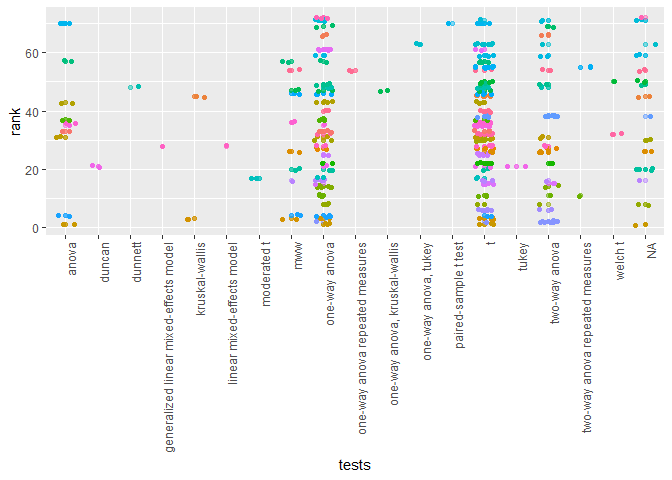 rank
60
40
20
0
anova
duncan
dunnett
generalized linear mixed-effects model
kruskal-wallis
linear mixed-effects model
moderated t
mww
one-way anova
one-way anova repeated measures
one-way anova, kruskal-wallis
one-way anova, tukey
paired-sample t test
t
tukey
two-way anova
two-way anova repeated measures
welch t
NA
tests